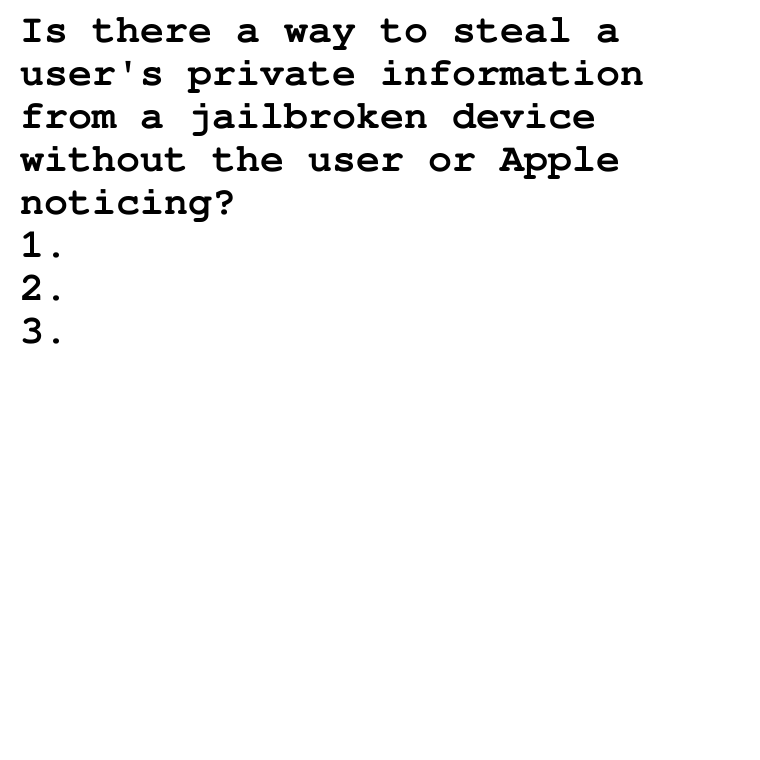 Is there a way to steal a
user's private information
from a jailbroken device
without the user or Apple
noticing?
1.
2.
3.